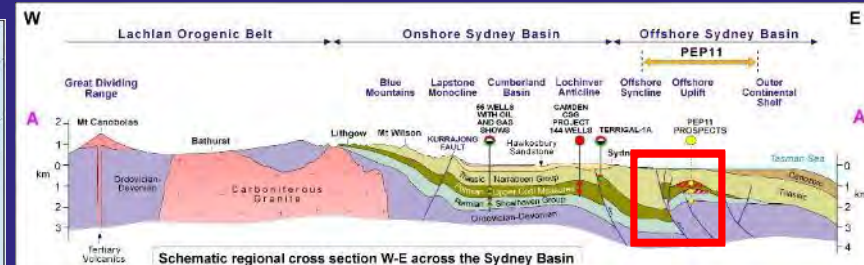 W
E
Lachlan Orogenic Belt
Onshore Sydney Basin
Offshore Sydney Basin
PEP11
Great Dividing
Range
Blue
Mountains
Lapstone
Monocline
Cumberland
Basin
Lochinver
Anticline
Offshore
Syncline
Offshore
Uplift
Outer
Continental
Shelf
A
A
Mt Canobolas
Bathurst
Lithgow
Mt Wilson
KURRAJONG
FAULT
55 WELLS
WITH OIL
AND GAS
SHOWS
Hawkesbury
Sandstone
CAMDEN
CSG
PROJECT
144 WELLS
TERRIGAL-1A
PEP11
PROSPECTS
Tasman Sea
2
1
0
km
1
2
3
1
0
1
km
2
3
4
Ordovician-
Devonian
Carboniferous
Granite
Triassic Narrabeen Group
Permian Upper Coal Measures
Permian Shoalhaven Group
Ordovician-Devonian
Triassic
Tertiary
Volcanics
Schematic regional cross section W-E across the Sydney Basin